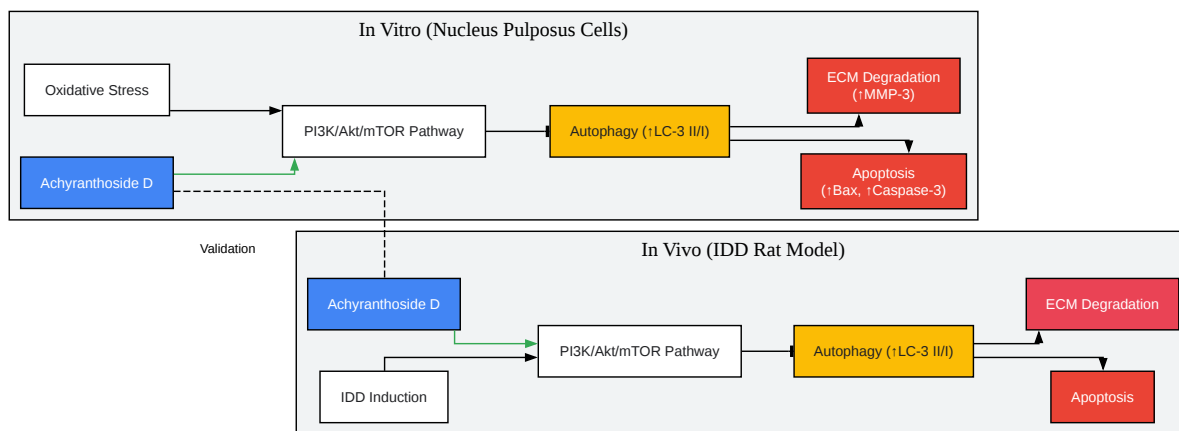 In Vitro (Nucleus Pulposus Cells)
Oxidative Stress
PI3K/Akt/mTOR Pathway
Autophagy (↑LC-3 II/I)
ECM Degradation
(↑MMP-3)
Achyranthoside D
Apoptosis
(↑Bax, ↑Caspase-3)
Validation
In Vivo (IDD Rat Model)
Achyranthoside D
PI3K/Akt/mTOR Pathway
Autophagy (↑LC-3 II/I)
ECM Degradation
IDD Induction
Apoptosis